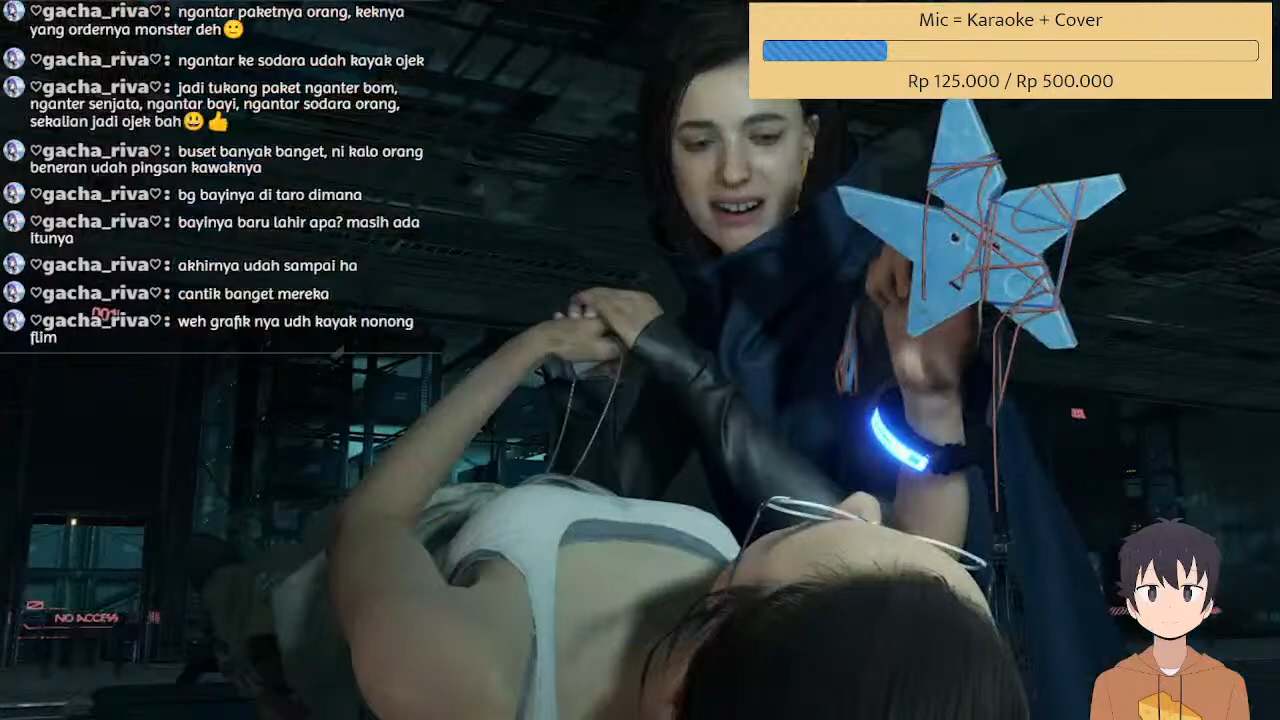 ♡gacha_riva♡: ngantar paketnya orang, keknya
yang ordernya monster deh🙂
♡gacha_riva♡: ngantar ke sodara udah kayak ojek
♡gacha_riva♡: jadi tukang paket nganter bom,
nganter senjata, ngantar bayi, ngantar sodara orang,
sekalian jadi ojek bah😃👍
♡gacha_riva♡: buset banyak banget, ni kalo orang
beneran udah pingsan kawaknya
♡gacha_riva♡: bg bayinya di taro dimana
♡gacha_riva♡: bayinya baru lahir apa? masih ada
itunya
♡gacha_riva♡: akhirnya udah sampai ha
♡gacha_riva♡: cantik banget mereka
♡gacha_riva♡: weh grafik nya udh kayak nonong
flim
Mic = Karaoke + Cover
Rp 125.000 / Rp 500.000
NO ACCESS